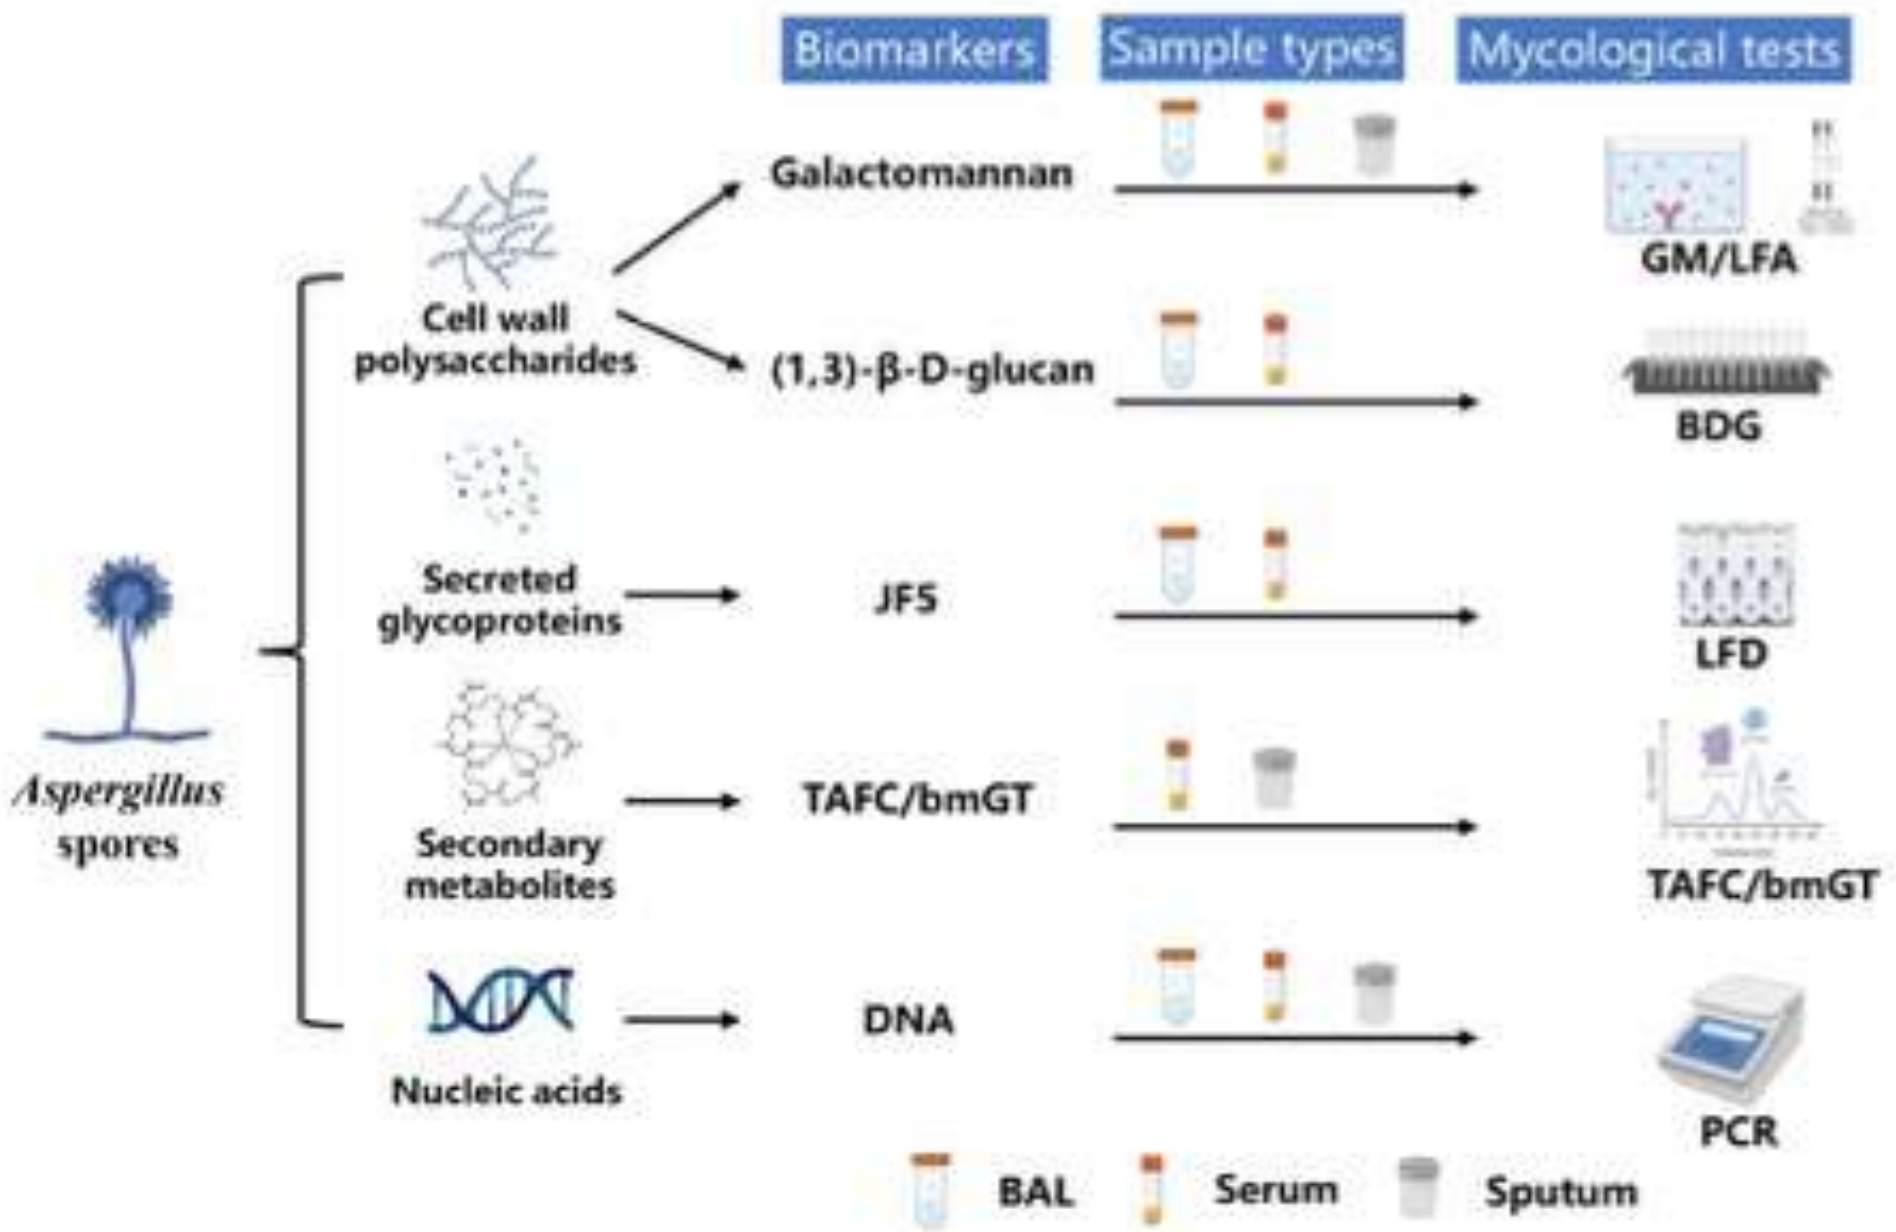 Biomarkers
Sample types
Mycological tests
Galactomannan
GM/LFA
Cell wall
polysaccharides
(1,3)-β-D-glucan
BDG
Secreted
glycoproteins
JF5
LFD
Aspergillus
spores
Secondary
metabolites
TAFC/bmGT
TAFC/bmGT
Nucleic acids
DNA
PCR
BAL
Serum
Sputum